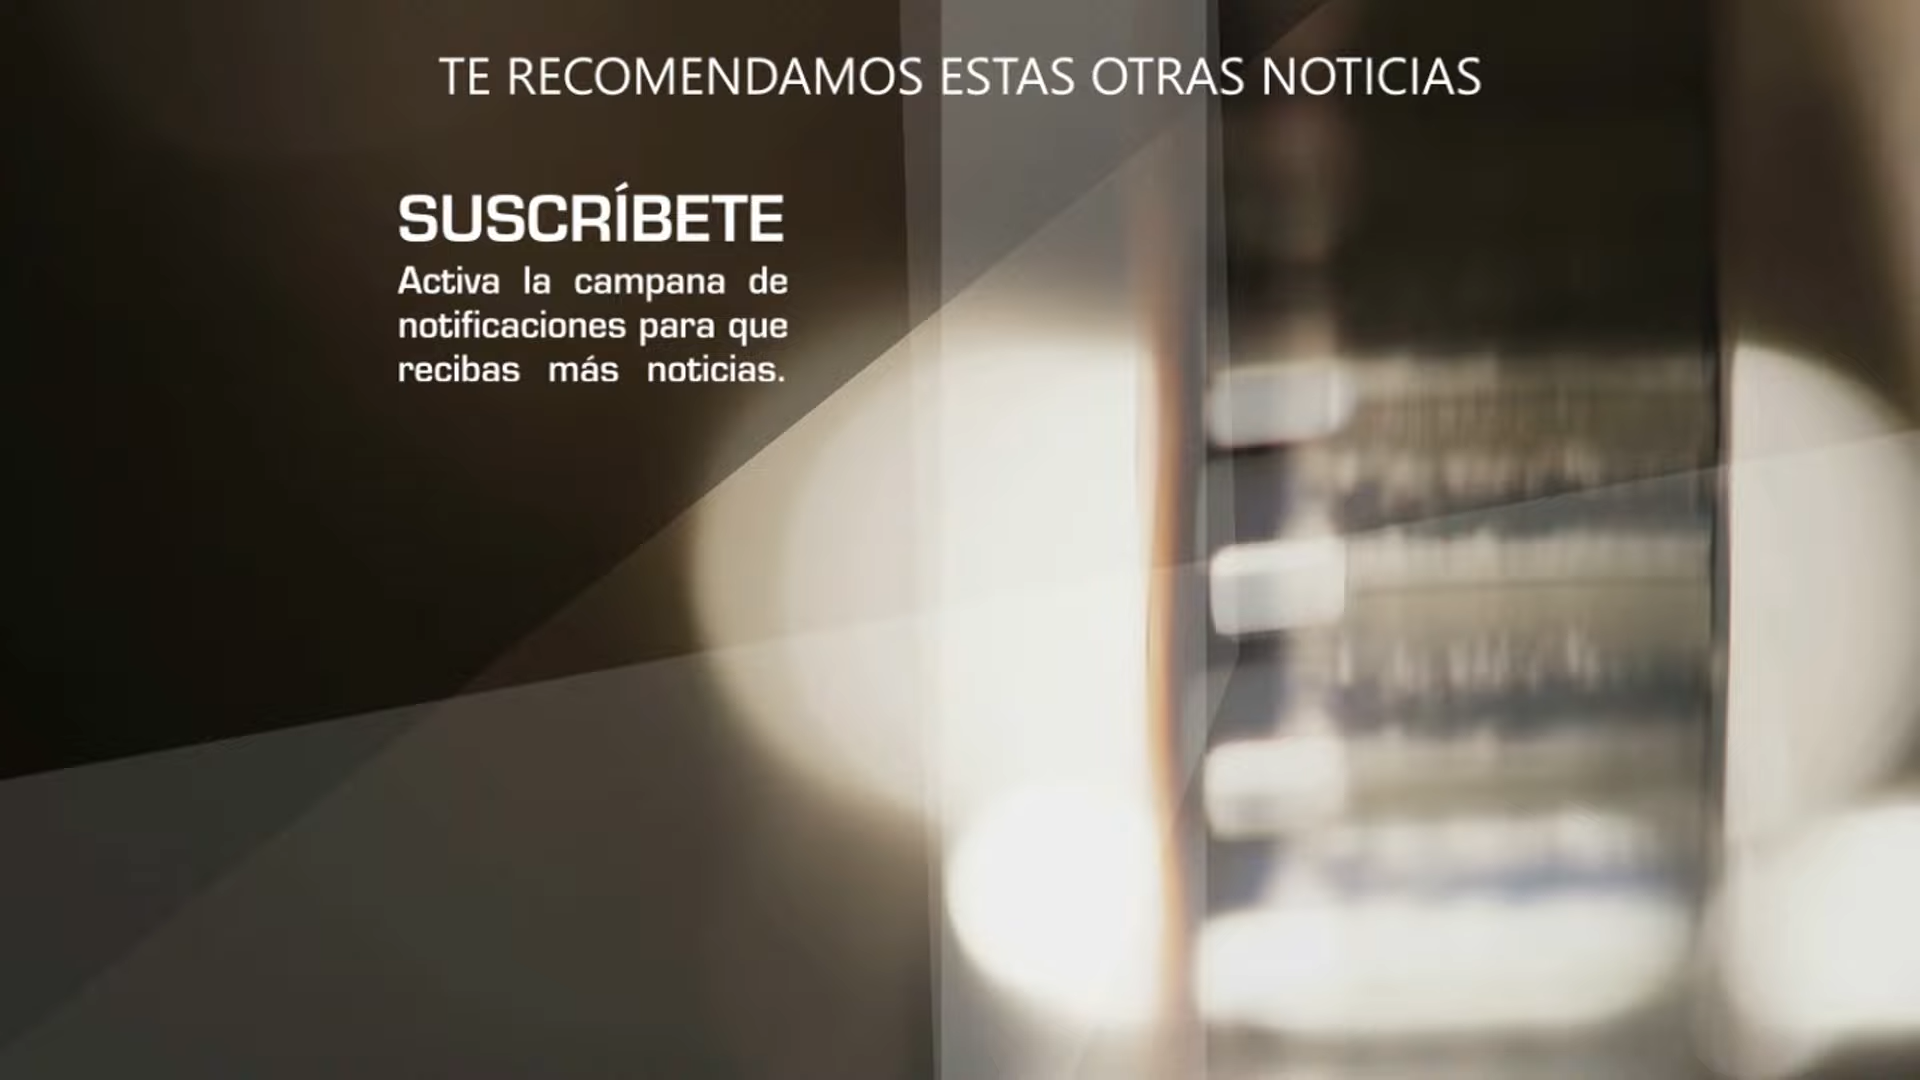 TE RECOMENDAMOS ESTAS OTRAS NOTICIAS
SUSCRÍBETE
Activa la campana de
notificaciones para que
recibas más noticias.